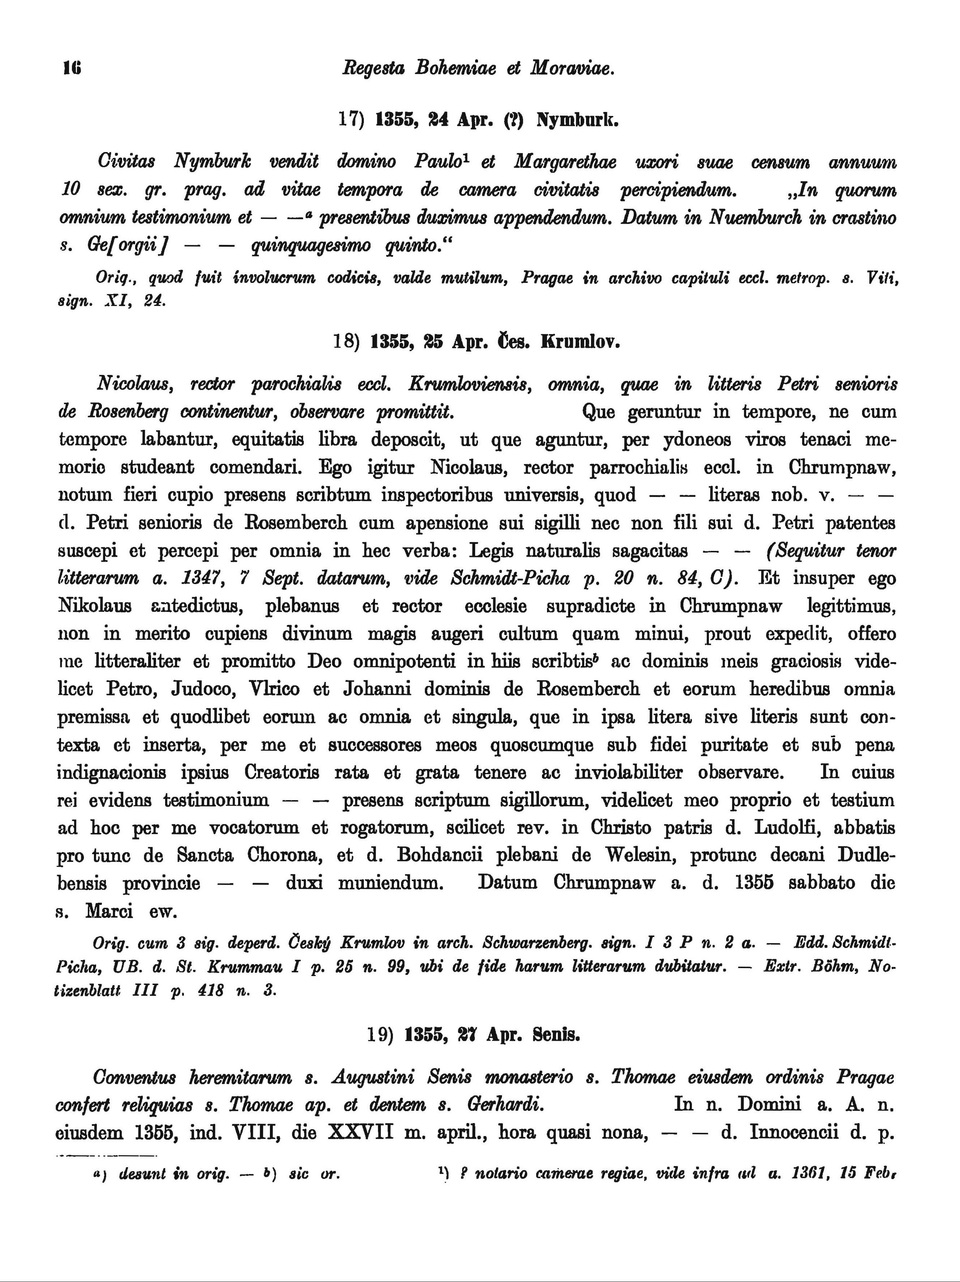 16 Regesta Bohemiae et Moraviae.
17) 1355, 24 Apr. (?) Nymburk.
Civitas Nymburk vendit domino Paulo¹ et Margarethae uxori suae censum annuum
10 sex. gr. prag. ad vitae tempora de camera civitatis percipiendum. „In quorum
omnium testimonium et — —ᵃ presentibus duximus appendendum. Datum in Nuemburch in crastino
s. Ge[orgii] — — quinquagesimo quinto.“
Orig., quod fuit involucrum codicis, valde mutilum, Pragae in archivo capituli eccl. metrop. s. Viti,
sign. XI, 24.
18) 1355, 25 Apr. Čes. Krumlov.
Nicolaus, rector parochialis eccl. Krumloviensis, omnia, quae in litteris Petri senioris
de Rosenberg continentur, observare promittit. Que geruntur in tempore, ne cum
tempore labantur, equitatis libra deposcit, ut que aguntur, per ydoneos viros tenaci me-
morie studeant comendari. Ego igitur Nicolaus, rector parrochialis eccl. in Chrumpnaw,
notum fieri cupio presens scribtum inspectoribus universis, quod — — literas nob. v. — —
d. Petri senioris de Rosemberch cum apensione sui sigilli nec non fili sui d. Petri patentes
suscepi et percepi per omnia in hec verba: Legis naturalis sagacitas — — (Sequitur tenor
litterarum a. 1347, 7 Sept. datarum, vide Schmidt-Picha p. 20 n. 84, C). Et insuper ego
Nikolaus antedictus, plebanus et rector ecclesie supradicte in Chrumpnaw legittimus,
non in merito cupiens divinum magis augeri cultum quam minui, prout expedit, offero
me litteraliter et promitto Deo omnipotenti in hiis scribtisᵇ ac dominis meis graciosis vide-
licet Petro, Judoco, Vlrico et Johanni dominis de Rosemberch et eorum heredibus omnia
premissa et quodlibet eorum ac omnia et singula, que in ipsa litera sive literis sunt con-
texta et inserta, per me et successores meos quoscumque sub fidei puritate et sub pena
indignacionis ipsius Creatoris rata et grata tenere ac inviolabiliter observare. In cuius
rei evidens testimonium — — presens scriptum sigillorum, videlicet meo proprio et testium
ad hoc per me vocatorum et rogatorum, scilicet rev. in Christo patris d. Ludolfi, abbatis
pro tunc de Sancta Chorona, et d. Bohdancii plebani de Welesin, protunc decani Dudle-
bensis provincie — — duxi muniendum. Datum Chrumpnaw a. d. 1355 sabbato die
s. Marci ew.
Orig. cum 3 sig. deperd. Český Krumlov in arch. Schwarzenberg. sign. I 3 P n. 2 a. — Edd. Schmidt-
Picha, UB. d. St. Krummau I p. 25 n. 99, ubi de fide harum litterarum dubitatur. — Extr. Böhm, No-
tizenblatt III p. 418 n. 3.
19) 1355, 27 Apr. Senis.
Conventus heremitarum s. Augustini Senis monasterio s. Thomae eiusdem ordinis Pragae
confert reliquias s. Thomae ap. et dentem s. Gerhardi. In n. Domini a. A. n.
eiusdem 1355, ind. VIII, die XXVII m. april., hora quasi nona, — — d. Innocencii d. p.
ᵃ) desunt in orig. — ᵇ) sic or. ¹) ? notario camerae regiae, vide infra ad a. 1361, 15 Febr